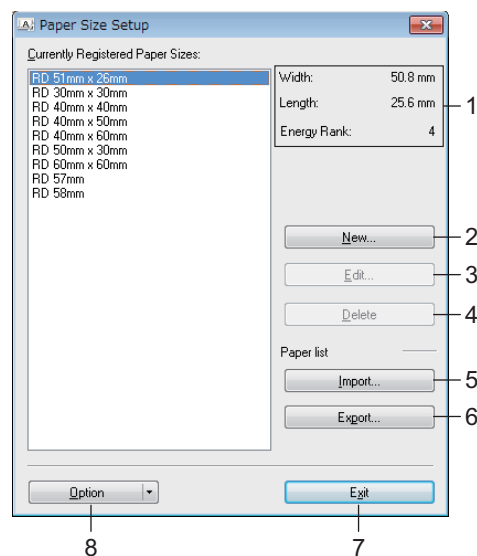 Paper Size Setup
Currently Registered Paper Sizes:
RD 51mm x 26mm
RD 30mm x 30mm
RD 40mm x 40mm
RD 40mm x 50mm
RD 40mm x 60mm
RD 50mm x 30mm
RD 60mm x 60mm
RD 57mm
RD 58mm
Width: 50.8 mm
Length: 25.6 mm
Energy Rank: 4
1
New... 2
Edit... 3
Delete 4
Paper list
Import... 5
Export... 6
Option
Exit
8
7